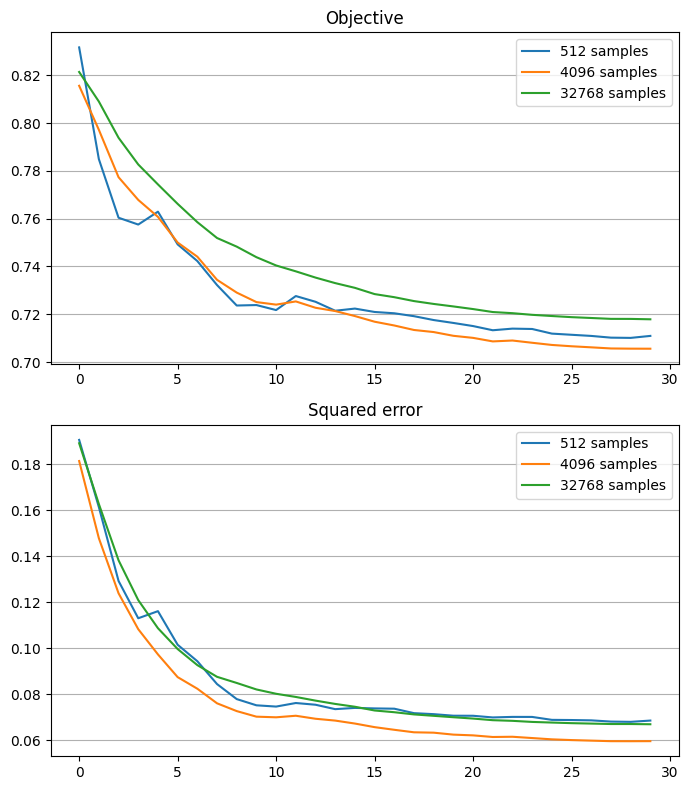 Objective
512 samples
4096 samples
32768 samples
0.82
0.80
0.78
0.76
0.74
0.72
0.70
0 5 10 15 20 25 30
Squared error
512 samples
4096 samples
32768 samples
0.18
0.16
0.14
0.12
0.10
0.08
0.06
0 5 10 15 20 25 30